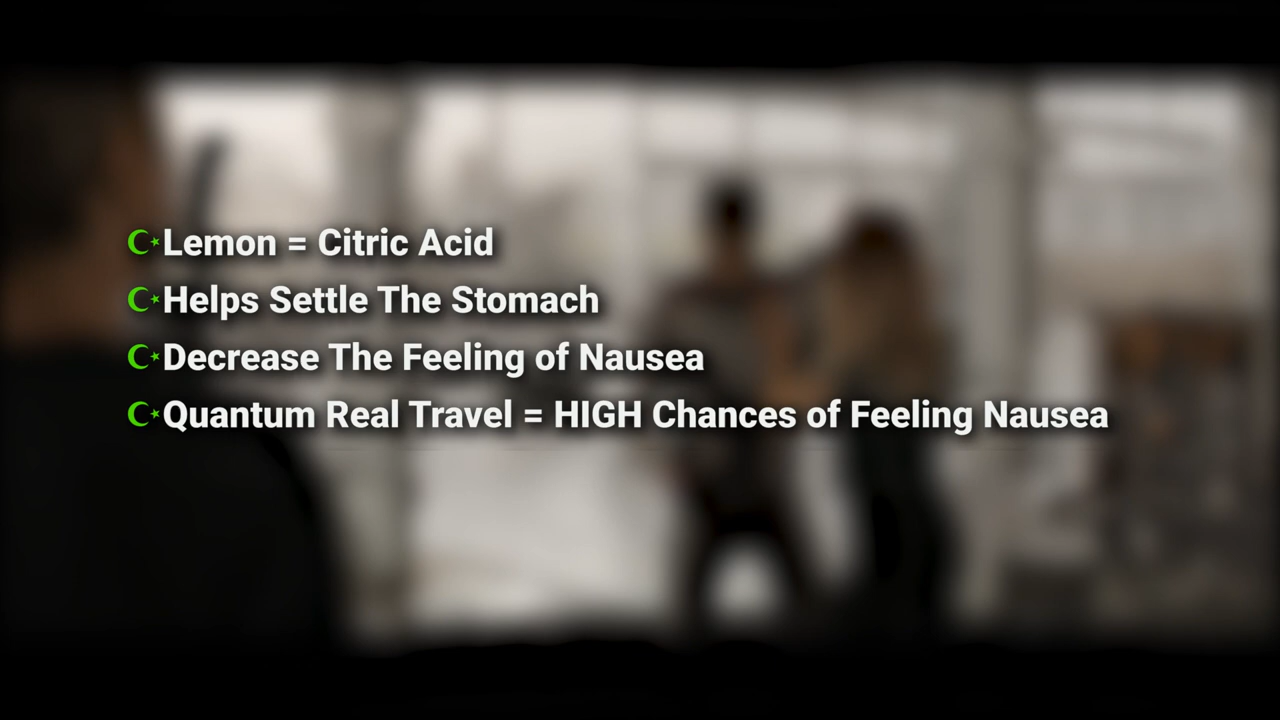 Lemon = Citric Acid
Helps Settle The Stomach
Decrease The Feeling of Nausea
Quantum Real Travel = HIGH Chances of Feeling Nausea